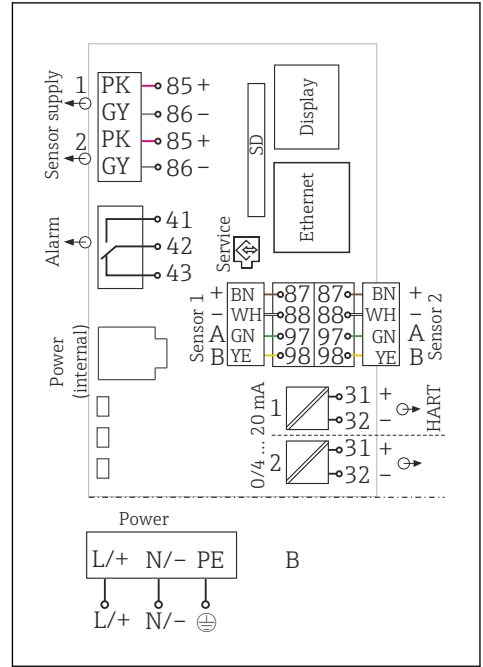 Sensor supply
1 PK 85 +
GY 86 –
2 PK 85 +
GY 86 –
SD
Display
Ethernet
Alarm
41
42
43
Service
Power
(internal)
Sensor 1
+ BN 87 87 BN +
– WH 88 88 WH –
A GN 97 97 GN A
B YE 98 98 YE B
Sensor 2
0/4 ... 20 mA
1 31 +
32 –
HART
2 31 +
32 –
Power
L/+ N/– PE
B
L/+ N/–